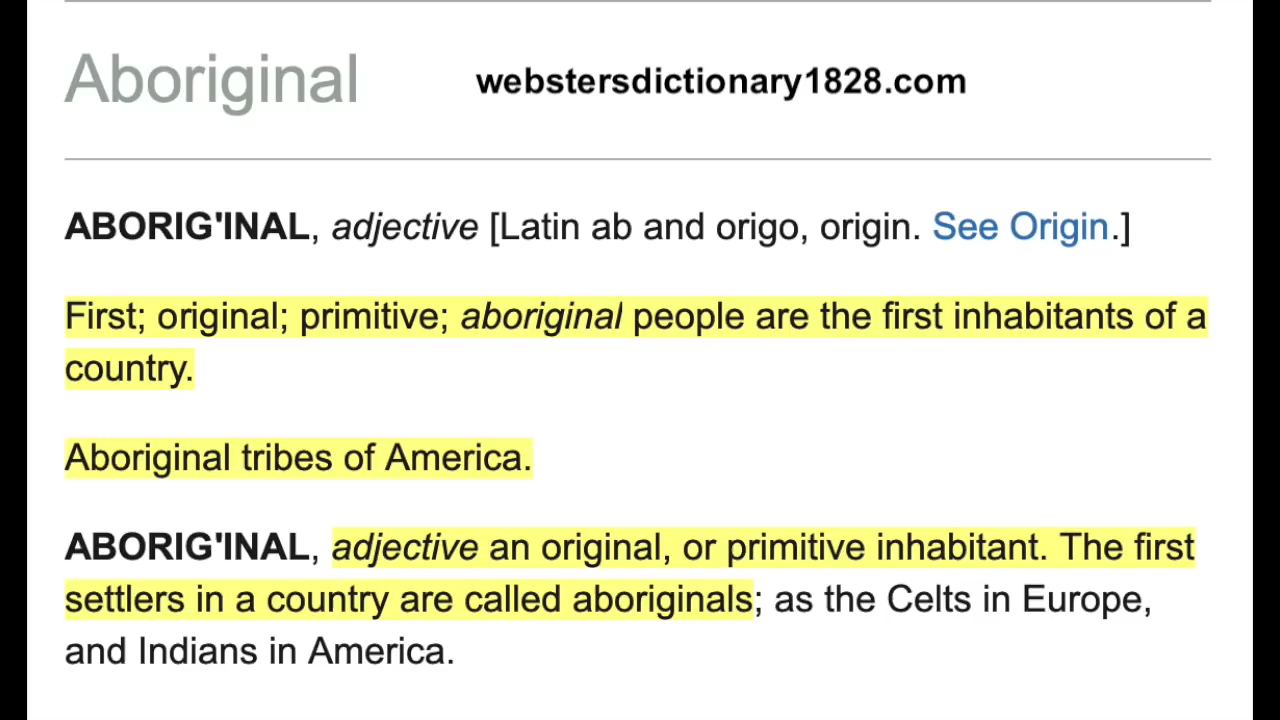 Aboriginal
webstersdictionary1828.com
ABORIG'INAL, adjective [Latin ab and origo, origin. See Origin.]
First; original; primitive; aboriginal people are the first inhabitants of a
country.
Aboriginal tribes of America.
ABORIG'INAL, adjective an original, or primitive inhabitant. The first
settlers in a country are called aboriginals; as the Celts in Europe,
and Indians in America.